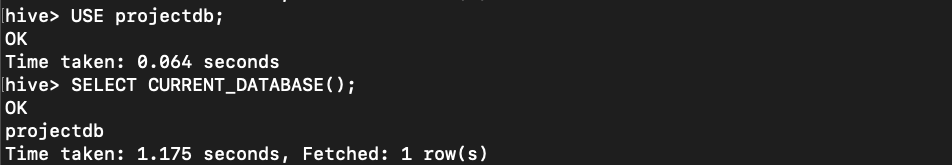 hive> USE projectdb;
OK
Time taken: 0.064 seconds
hive> SELECT CURRENT_DATABASE();
OK
projectdb
Time taken: 1.175 seconds, Fetched: 1 row(s)